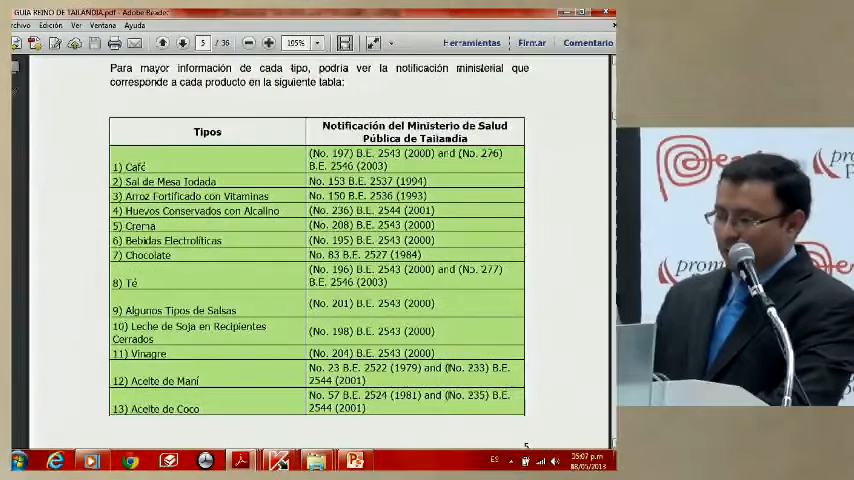 GUIA REINO DE TAILANDIA.pdf - Adobe Reader
Archivo Edición Ver Ventana Ayuda
5 / 36 195% Herramientas Firmar Comentario
Para mayor información de cada tipo, podría ver la notificación ministerial que
corresponde a cada producto en la siguiente tabla:
Tipos
Notificación del Ministerio de Salud
Pública de Tailandia
1) Café
(No. 197) B.E. 2543 (2000) and (No. 276)
B.E. 2546 (2003)
2) Sal de Mesa Iodada No. 153 B.E. 2537 (1994)
3) Arroz Fortificado con Vitaminas No. 150 B.E. 2536 (1993)
4) Huevos Conservados con Alcalino (No. 236) B.E. 2544 (2001)
5) Crema (No. 208) B.E. 2543 (2000)
6) Bebidas Electrolíticas (No. 195) B.E. 2543 (2000)
7) Chocolate No. 83 B.E. 2527 (1984)
8) Té
(No. 196) B.E. 2543 (2000) and (No. 277)
B.E. 2546 (2003)
9) Algunos Tipos de Salsas (No. 201) B.E. 2543 (2000)
10) Leche de Soja en Recipientes
Cerrados
(No. 198) B.E. 2543 (2000)
11) Vinagre (No. 204) B.E. 2543 (2000)
12) Aceite de Maní
No. 23 B.E. 2522 (1979) and (No. 233) B.E.
2544 (2001)
13) Aceite de Coco
No. 57 B.E. 2524 (1981) and (No. 235) B.E.
2544 (2001)
5
ES 05:07 p.m.
08/05/2013